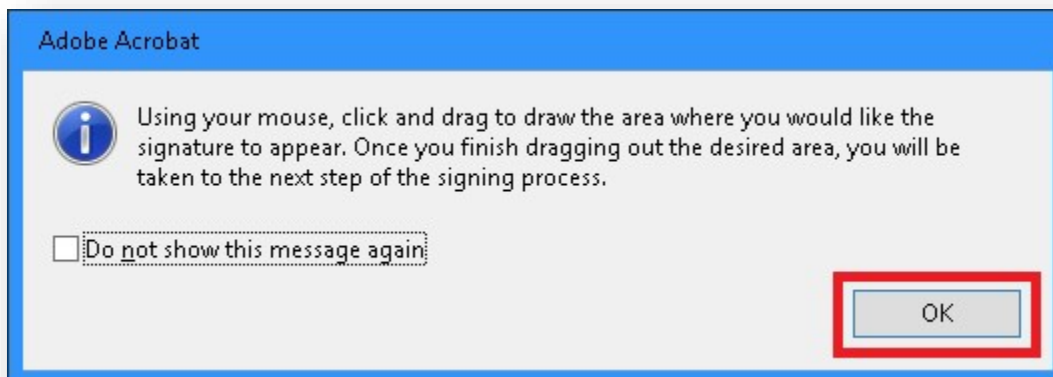 Adobe Acrobat
Using your mouse, click and drag to draw the area where you would like the
signature to appear. Once you finish dragging out the desired area, you will be
taken to the next step of the signing process.
Do not show this message again
OK